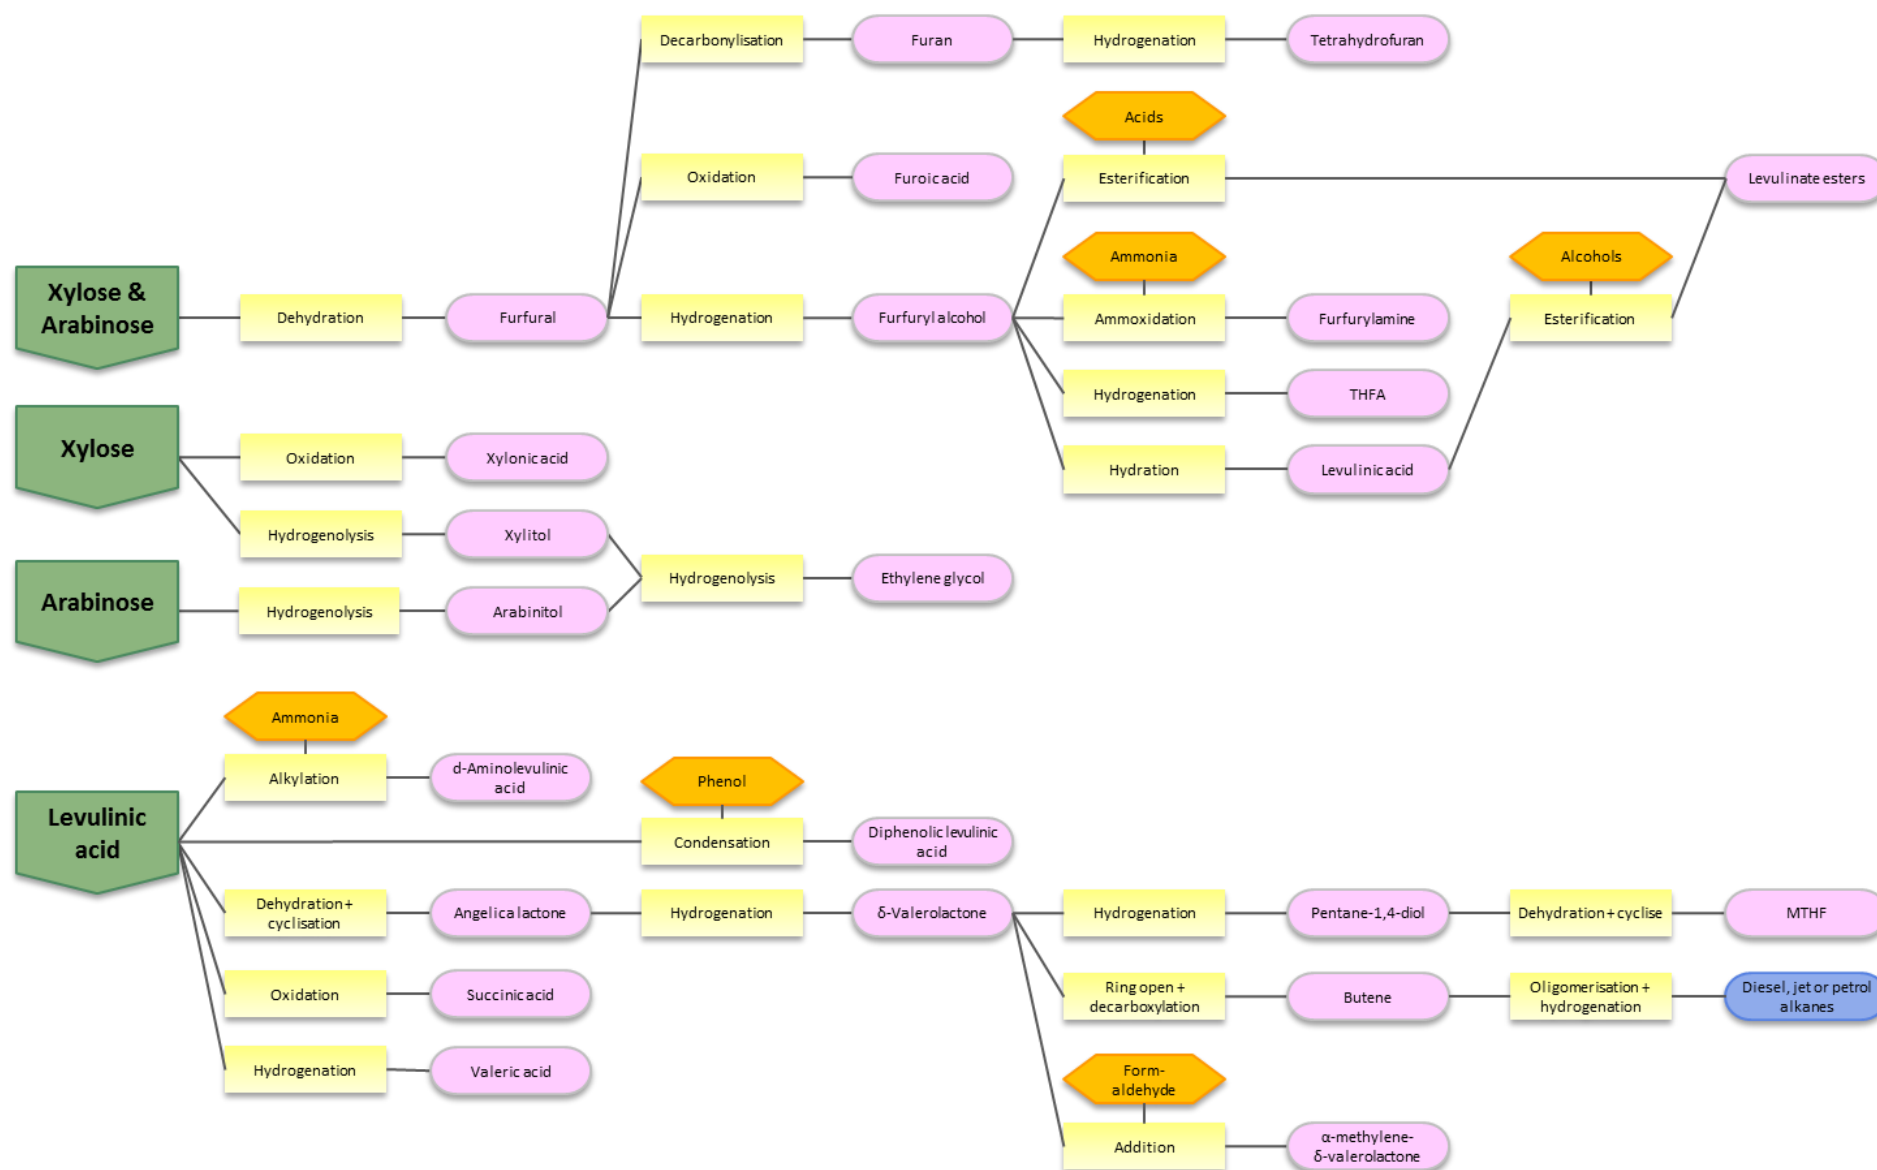 Decarbonylisation
Furan
Hydrogenation
Tetrahydrofuran
Acids
Oxidation
Furoic acid
Esterification
Levulinate esters
Ammonia
Alcohols
Xylose &
Arabinose
Dehydration
Furfural
Hydrogenation
Furfuryl alcohol
Ammoxidation
Furfurylamine
Esterification
Hydrogenation
THFA
Xylose
Oxidation
Xylonic acid
Hydration
Levulinic acid
Hydrogenolysis
Xylitol
Hydrogenolysis
Ethylene glycol
Arabinose
Hydrogenolysis
Arabinitol
Ammonia
Alkylation
d-Aminolevulinic
acid
Phenol
Levulinic
acid
Condensation
Diphenolic levulinic
acid
Dehydration +
cyclisation
Angelica lactone
Hydrogenation
δ-Valerolactone
Hydrogenation
Pentane-1,4-diol
Dehydration + cyclise
MTHF
Oxidation
Succinic acid
Ring open +
decarboxylation
Butene
Oligomerisation +
hydrogenation
Diesel, jet or petrol
alkanes
Hydrogenation
Valeric acid
Form-
aldehyde
Addition
α-methylene-
δ-valerolactone